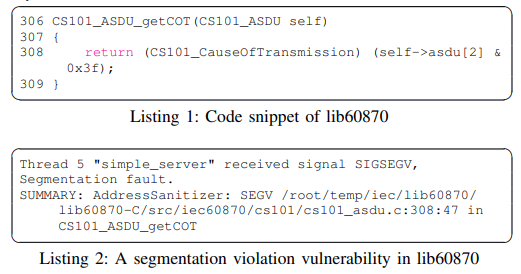 306 CS101_ASDU_getCOT(CS101_ASDU self)
307 {
308     return (CS101_CauseOfTransmission) (self->asdu[2] &
0x3f);
309 }
Listing 1: Code snippet of lib60870
Thread 5 "simple_server" received signal SIGSEGV,
Segmentation fault.
SUMMARY: AddressSanitizer: SEGV /root/temp/iec/lib60870/
lib60870-C/src/iec60870/cs101/cs101_asdu.c:308:47 in
CS101_ASDU_getCOT
Listing 2: A segmentation violation vulnerability in lib60870